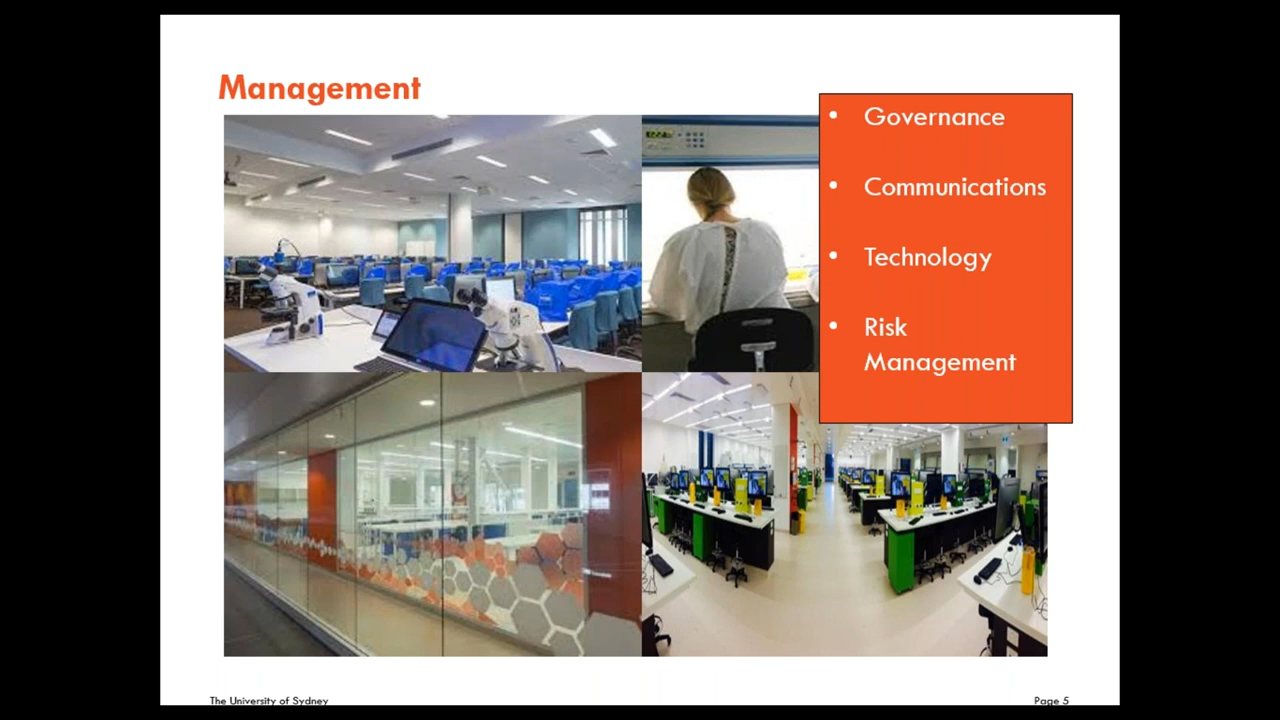 Management
• Governance
• Communications
• Technology
• Risk
Management
The University of Sydney
Page 5